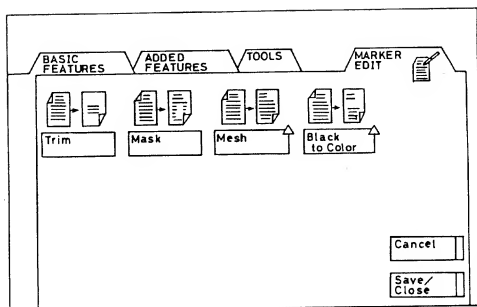 BASIC
FEATURES
ADDED
FEATURES
TOOLS
MARKER
EDIT
Trim
Mask
Mesh
Black
to Color
Cancel
Save/
Close